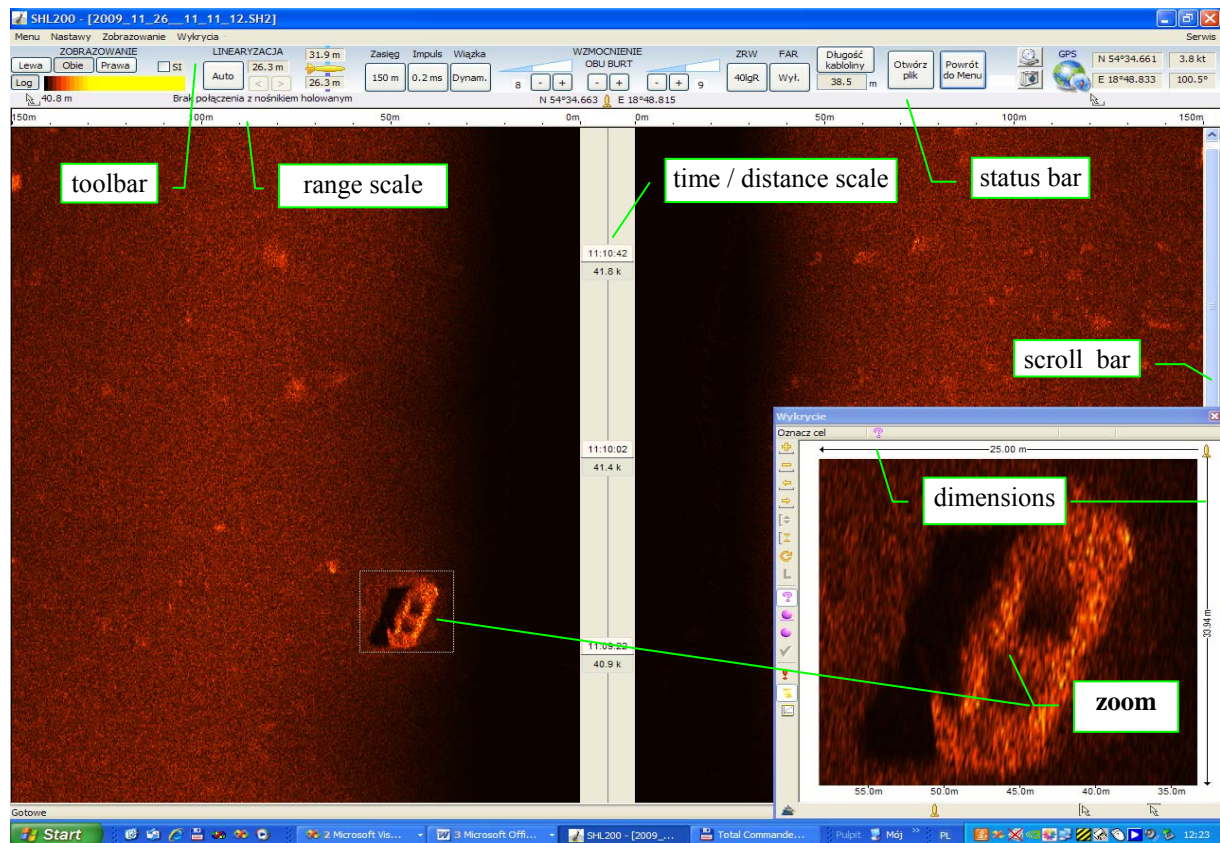 SHL200 - [2009_11_26__11_11_12.SH2]
Menu Nastawy Zobrazowanie Wykrycia
Serwis
ZOBRAZOWANIE LINEARYZACJA 31.9 m Zasięg Impuls Wiązka WZMOCNIENIE ZRW FAR Długość kabloliny GPS
OBU BURT
Lewa Obie Prawa SI Auto 26.3 m 150 m 0.2 ms Dynam. 8 - + - + - + 9 40lgR Wył. Otwórz plik Powrót do Menu N 54°34.661 3.8 kt
Log < > 26.3 m 38.5 m E 18°48.833 100.5°
40.8 m Brak połączenia z nośnikiem holowanym N 54°34.663 E 18°48.815
150m 100m 50m 0m 0m 50m 100m 150m
toolbar range scale time / distance scale status bar
11:10:42
41.8 k
scroll bar
Wykrycie
Oznacz cel
11:10:02
25.00 m
41.4 k
dimensions
33.94 m
11:09:22
40.9 k
zoom
55.0m 50.0m 45.0m 40.0m 35.0m
Gotowe
Start 2 Microsoft Vis... 3 Microsoft Offi... SHL200 - [2009_... Total Commande... Pulpit Mój » PL 12:23